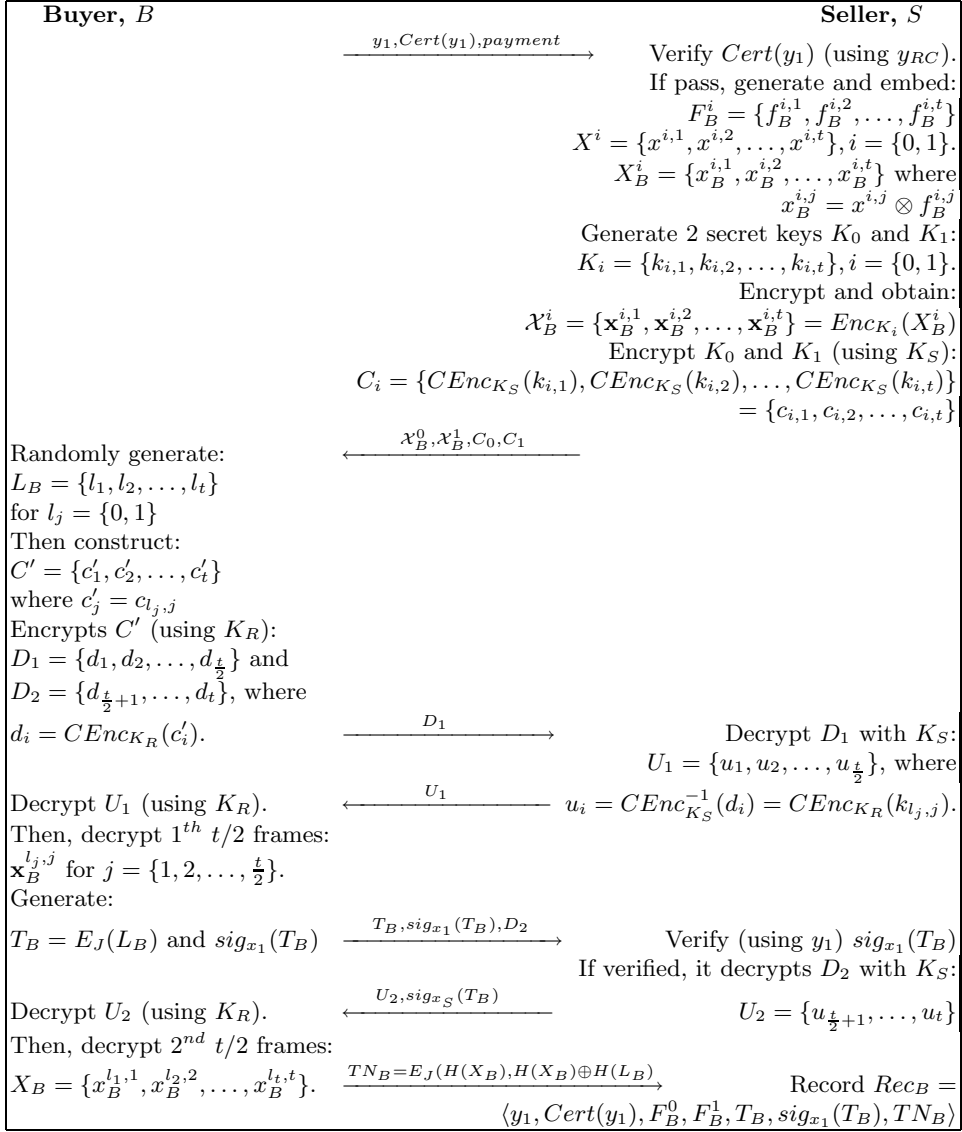 Buyer, B Seller, S
y_1, Cert(y_1), payment
Verify Cert(y_1) (using y_{RC}).
If pass, generate and embed:
F_B^i = {f_B^{i,1}, f_B^{i,2}, . . . , f_B^{i,t}}
X^i = {x^{i,1}, x^{i,2}, . . . , x^{i,t}}, i = {0, 1}.
X_B^i = {x_B^{i,1}, x_B^{i,2}, . . . , x_B^{i,t}} where
x_B^{i,j} = x^{i,j} ⊗ f_B^{i,j}
Generate 2 secret keys K_0 and K_1:
K_i = {k_{i,1}, k_{i,2}, . . . , k_{i,t}}, i = {0, 1}.
Encrypt and obtain:
𝒳_B^i = {𝐱_B^{i,1}, 𝐱_B^{i,2}, . . . , 𝐱_B^{i,t}} = Enc_{K_i}(X_B^i)
Encrypt K_0 and K_1 (using K_S):
C_i = {CEnc_{K_S}(k_{i,1}), CEnc_{K_S}(k_{i,2}), . . . , CEnc_{K_S}(k_{i,t})}
= {c_{i,1}, c_{i,2}, . . . , c_{i,t}}
𝒳_B^0, 𝒳_B^1, C_0, C_1
Randomly generate:
L_B = {l_1, l_2, . . . , l_t}
for l_j = {0, 1}
Then construct:
C′ = {c′_1, c′_2, . . . , c′_t}
where c′_j = c_{l_j,j}
Encrypts C′ (using K_R):
D_1 = {d_1, d_2, . . . , d_{t/2}} and
D_2 = {d_{t/2+1}, . . . , d_t}, where
d_i = CEnc_{K_R}(c′_i). D_1 Decrypt D_1 with K_S:
U_1 = {u_1, u_2, . . . , u_{t/2}}, where
Decrypt U_1 (using K_R). U_1 u_i = CEnc_{K_S}^{-1}(d_i) = CEnc_{K_R}(k_{l_j,j}).
Then, decrypt 1^{th} t/2 frames:
𝐱_B^{l_j,j} for j = {1, 2, . . . , t/2}.
Generate:
T_B = E_J(L_B) and sig_{x_1}(T_B) T_B, sig_{x_1}(T_B), D_2 Verify (using y_1) sig_{x_1}(T_B)
If verified, it decrypts D_2 with K_S:
Decrypt U_2 (using K_R). U_2, sig_{x_S}(T_B) U_2 = {u_{t/2+1}, . . . , u_t}
Then, decrypt 2^{nd} t/2 frames:
X_B = {x_B^{l_1,1}, x_B^{l_2,2}, . . . , x_B^{l_t,t}}. TN_B=E_J(H(X_B),H(X_B)⊕H(L_B) Record Rec_B =
⟨y_1, Cert(y_1), F_B^0, F_B^1, T_B, sig_{x_1}(T_B), TN_B⟩